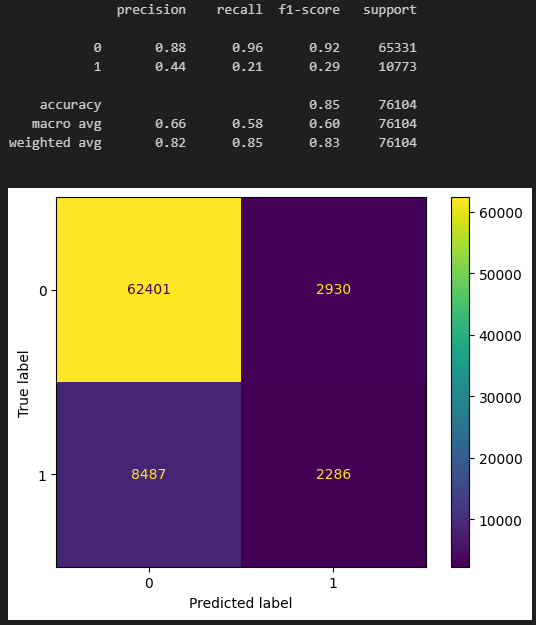 precision recall f1-score support
0 0.88 0.96 0.92 65331
1 0.44 0.21 0.29 10773
accuracy 0.85 76104
macro avg 0.66 0.58 0.60 76104
weighted avg 0.82 0.85 0.83 76104
60000
0 62401 2930
50000
40000
True label
30000
20000
1 8487 2286
10000
0 1
Predicted label